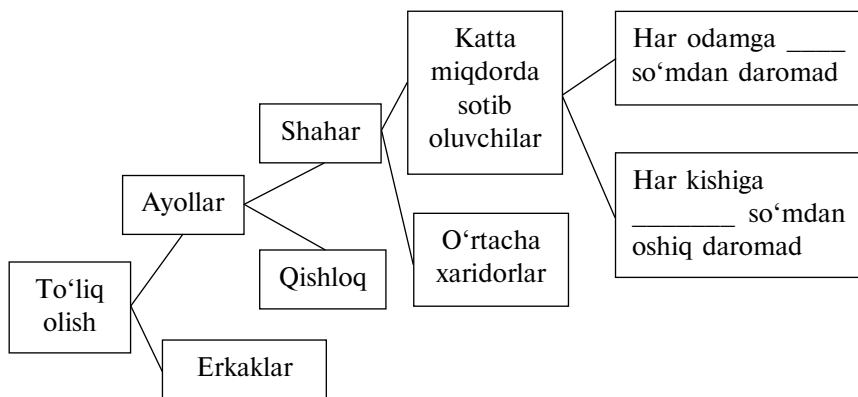 Katta
miqdorda
sotib
oluvchilar
Har odamga ____
so‘mdan daromad
Shahar
Har kishiga
_______ so‘mdan
oshiq daromad
Ayollar
O‘rtacha
xaridorlar
Qishloq
To‘liq
olish
Erkaklar